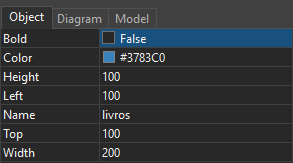 Object Diagram Model
Bold False
Color #3783C0
Height 100
Left 100
Name livros
Top 100
Width 200